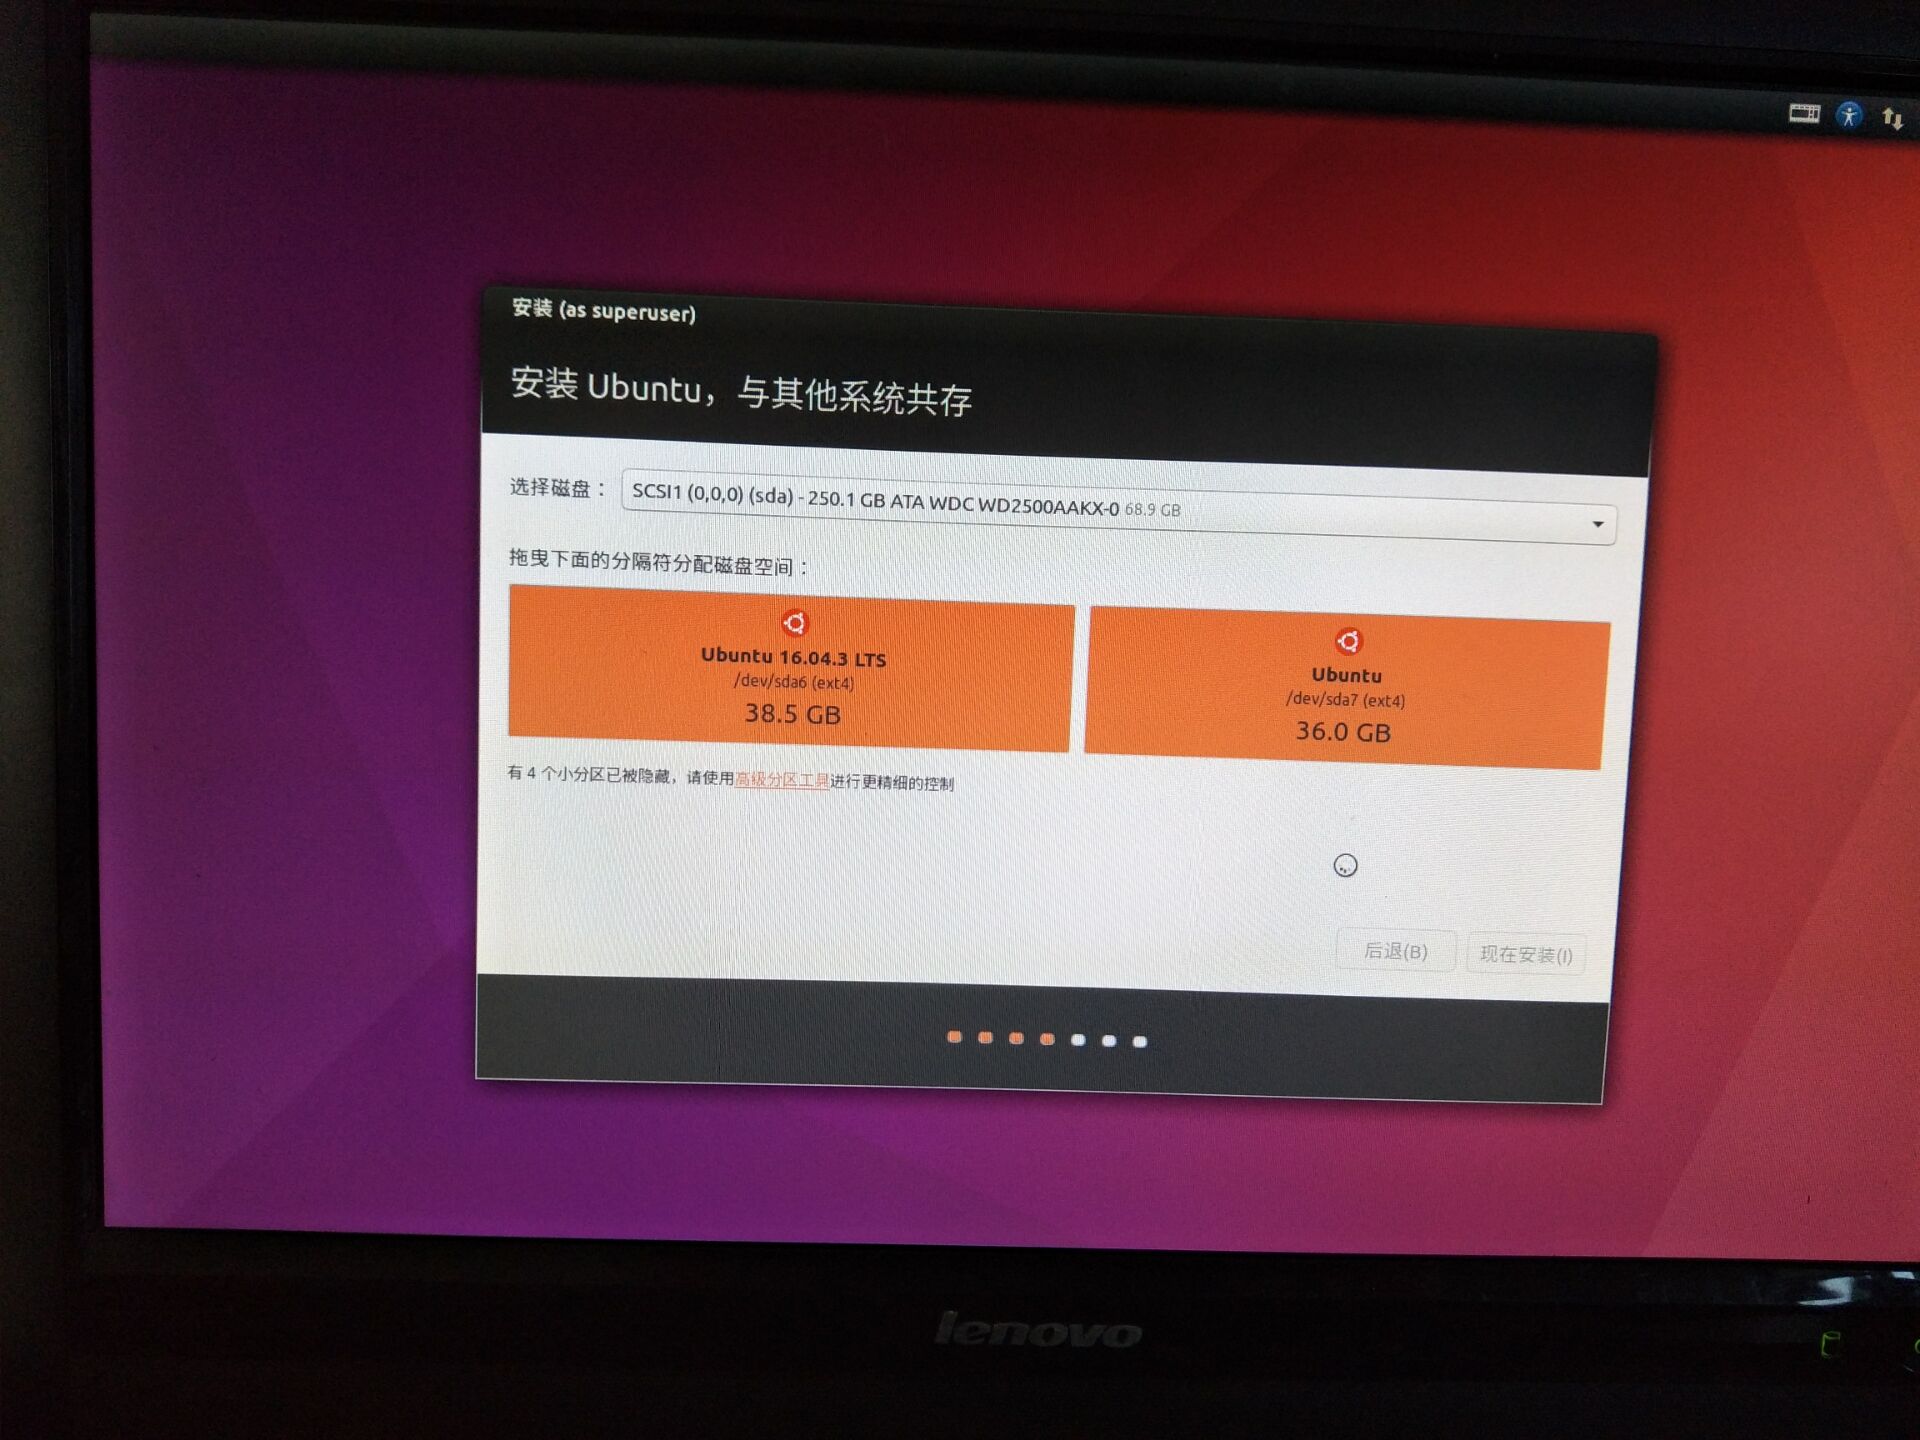 安装 (as superuser)
安装 Ubuntu，与其他系统共存
选择磁盘： SCSI1 (0,0,0) (sda) - 250.1 GB ATA WDC WD2500AAKX-0 68.9 GB
拖曳下面的分隔符分配磁盘空间：
Ubuntu 16.04.3 LTS
/dev/sda6 (ext4)
38.5 GB
Ubuntu
/dev/sda7 (ext4)
36.0 GB
有 4 个小分区已被隐藏，请使用高级分区工具进行更精细的控制
后退(B) 现在安装(I)
lenovo